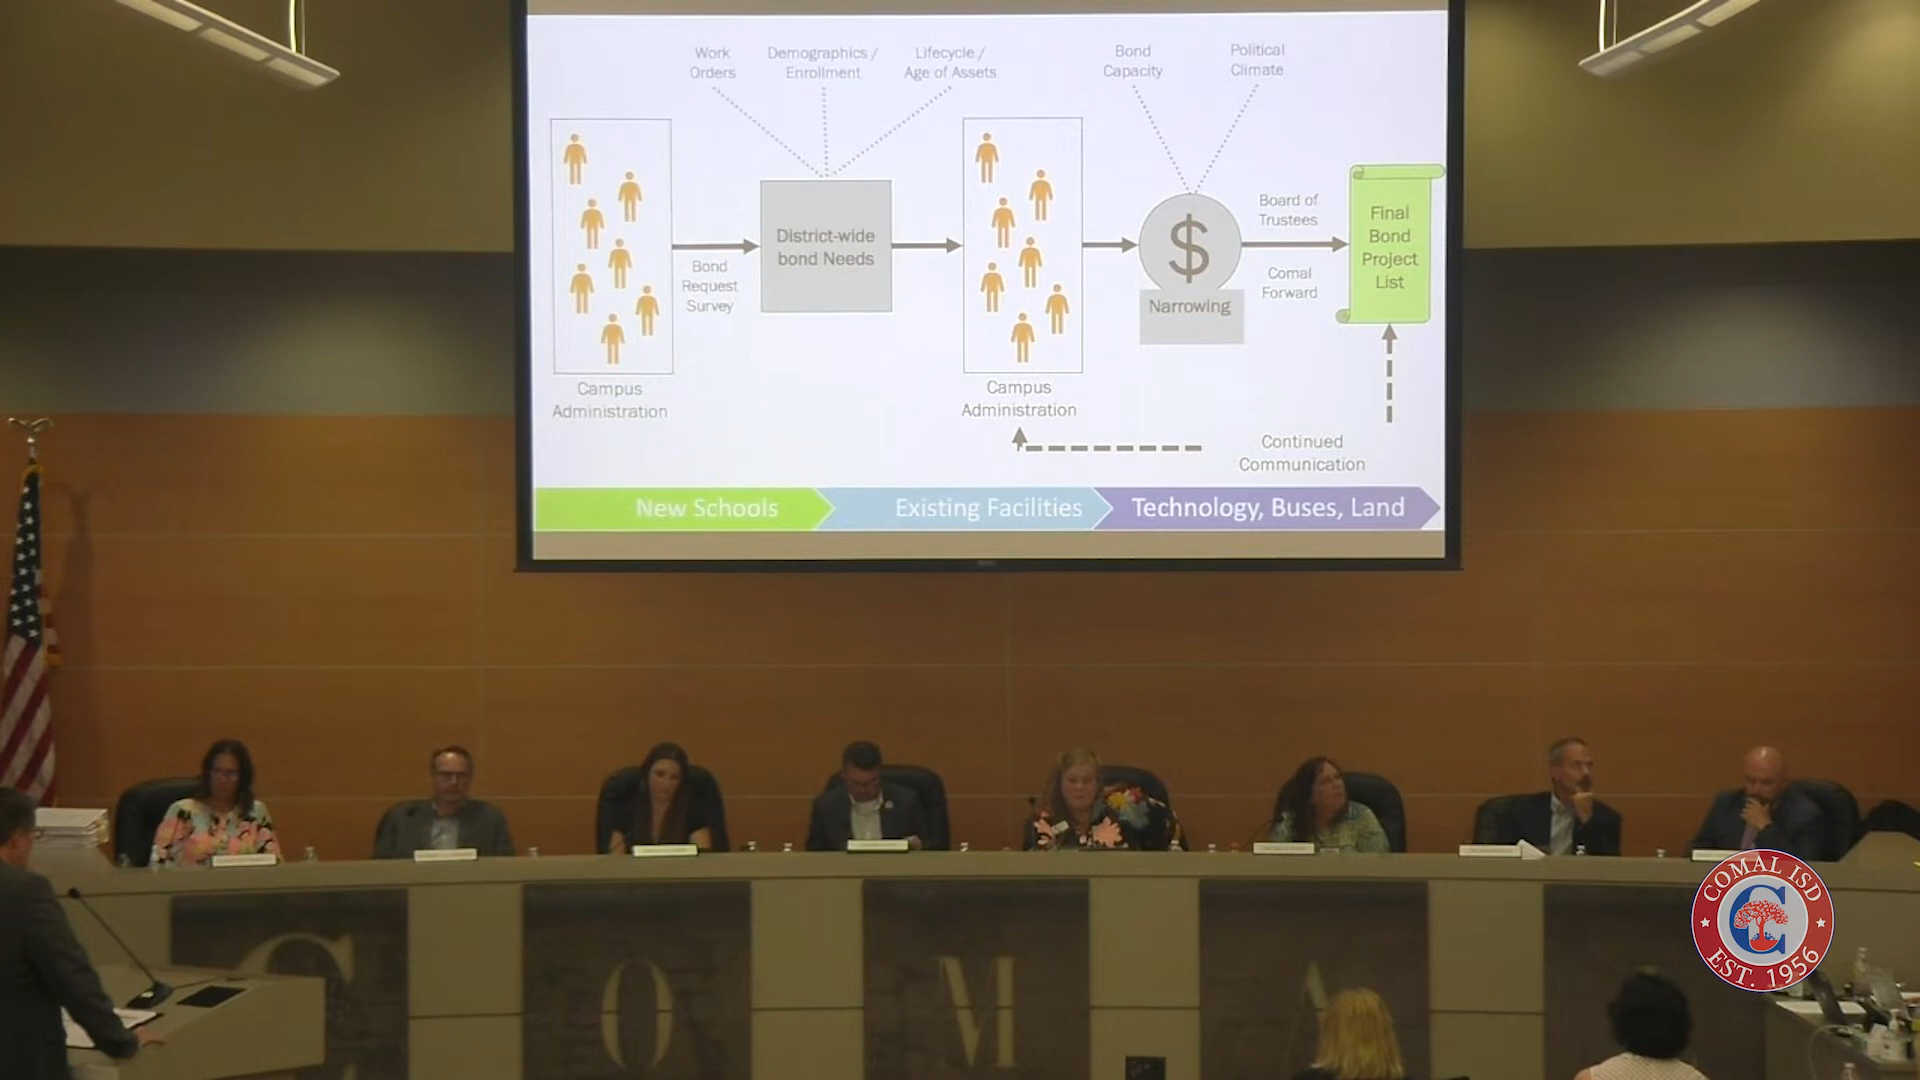 Work
Orders
Demographics /
Enrollment
Lifecycle /
Age of Assets
Bond
Capacity
Political
Climate
Bond
Request
Survey
District-wide
bond Needs
$
Narrowing
Board of
Trustees
Comal
Forward
Final
Bond
Project
List
Campus
Administration
Campus
Administration
Continued
Communication
New Schools
Existing Facilities
Technology, Buses, Land
C O M A
COMAL ISD
C
EST. 1956